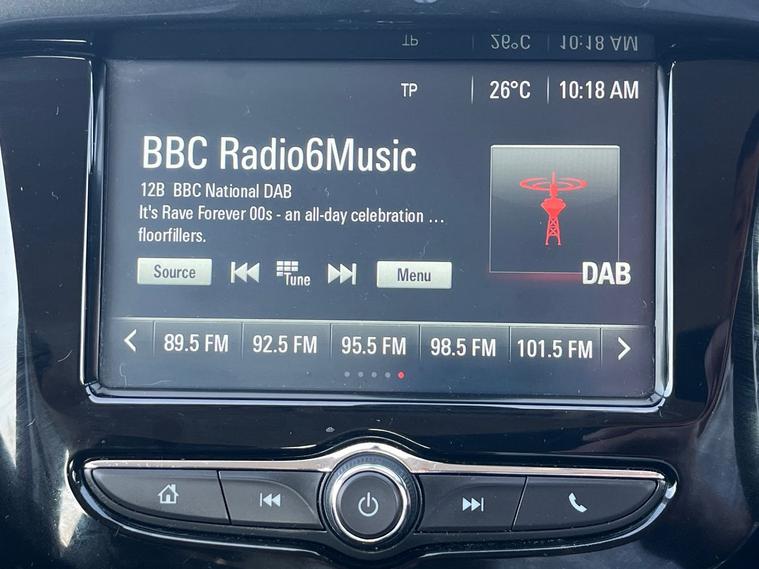 TP 26°C 10:18 AM
BBC Radio6Music
12B BBC National DAB
It's Rave Forever 00s - an all-day celebration ...
floorfillers.
DAB
Source Tune Menu
89.5 FM 92.5 FM 95.5 FM 98.5 FM 101.5 FM